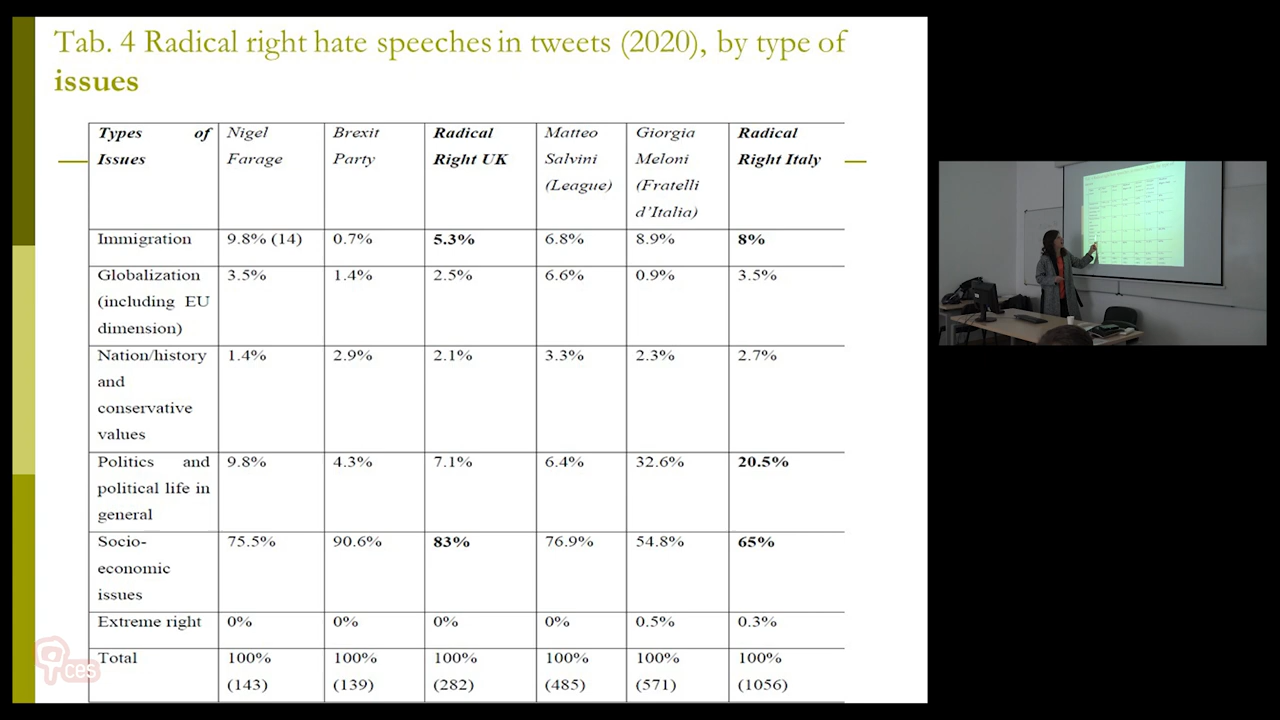 Tab. 4 Radical right hate speeches in tweets (2020), by type of
issues
Types of Issues | Nigel Farage | Brexit Party | Radical Right UK | Matteo Salvini (League) | Giorgia Meloni (Fratelli d'Italia) | Radical Right Italy
Immigration | 9.8% (14) | 0.7% | 5.3% | 6.8% | 8.9% | 8%
Globalization (including EU dimension) | 3.5% | 1.4% | 2.5% | 6.6% | 0.9% | 3.5%
Nation/history and conservative values | 1.4% | 2.9% | 2.1% | 3.3% | 2.3% | 2.7%
Politics and political life in general | 9.8% | 4.3% | 7.1% | 6.4% | 32.6% | 20.5%
Socio-economic issues | 75.5% | 90.6% | 83% | 76.9% | 54.8% | 65%
Extreme right | 0% | 0% | 0% | 0% | 0.5% | 0.3%
Total | 100% (143) | 100% (139) | 100% (282) | 100% (485) | 100% (571) | 100% (1056)
ces